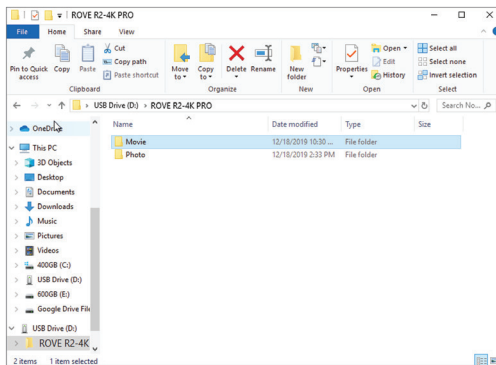 ROVE R2-4K PRO
File Home Share View
Pin to Quick access
Copy
Paste
Cut
Copy path
Paste shortcut
Clipboard
Move to
Copy to
Delete
Rename
Organize
New folder
New
Properties
Open
Edit
History
Open
Select all
Select none
Invert selection
Select
USB Drive (D:) › ROVE R2-4K PRO
Search No...
Name Date modified Type Size
Movie 12/18/2019 10:30 ... File folder
Photo 12/18/2019 2:33 PM File folder
OneDrive
This PC
3D Objects
Desktop
Documents
Downloads
Music
Pictures
Videos
400GB (C:)
USB Drive (D:)
600GB (E:)
Google Drive File
USB Drive (D:)
ROVE R2-4K
2 items 1 item selected